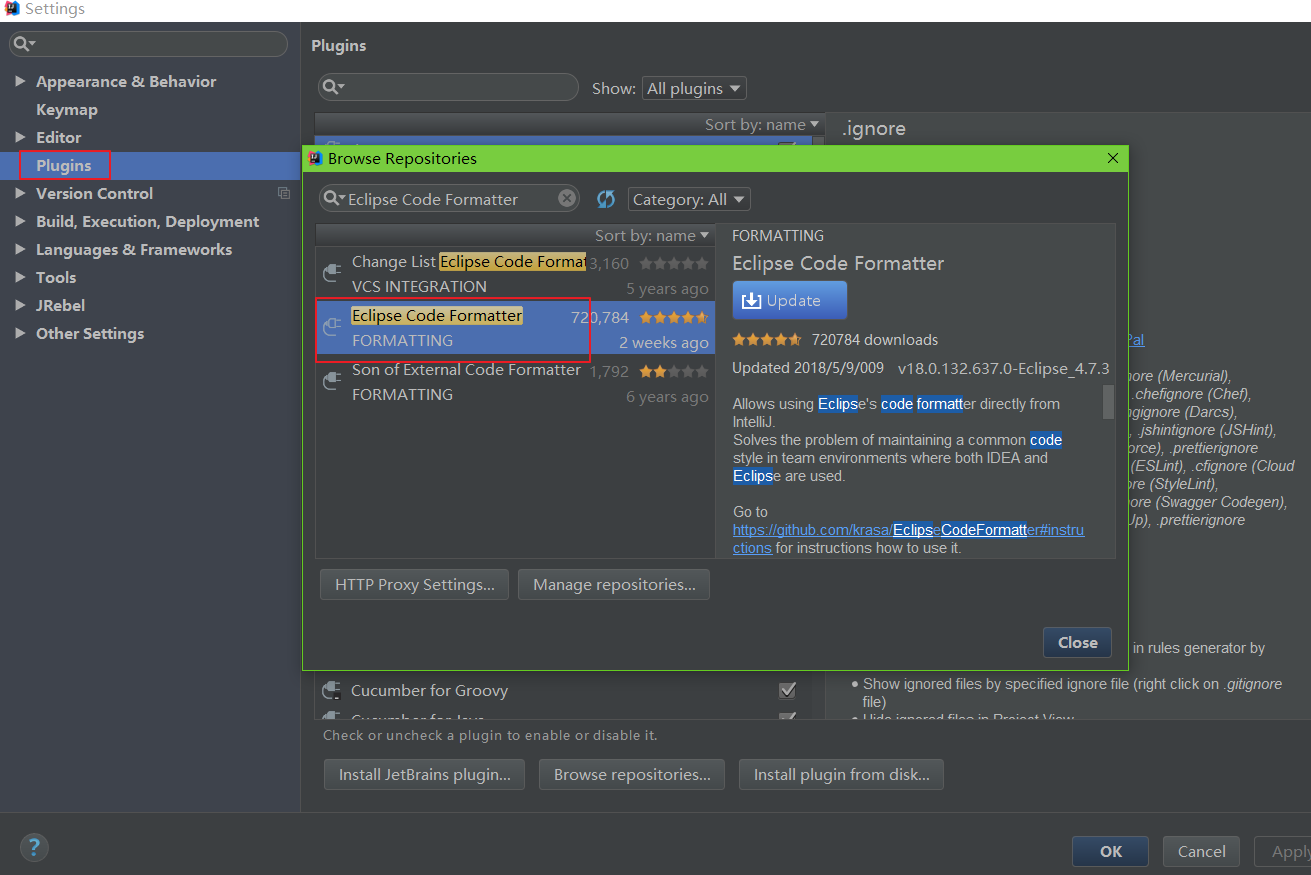 Settings
Appearance & Behavior
Keymap
Editor
Plugins
Version Control
Build, Execution, Deployment
Languages & Frameworks
Tools
JRebel
Other Settings
Plugins
Show: All plugins
Sort by: name
.ignore
Browse Repositories
Eclipse Code Formatter
Category: All
Sort by: name
Change List Eclipse Code Format 3,160
VCS INTEGRATION 5 years ago
Eclipse Code Formatter 720,784
FORMATTING 2 weeks ago
Son of External Code Formatter 1,792
FORMATTING 6 years ago
FORMATTING
Eclipse Code Formatter
Update
720784 downloads
Updated 2018/5/9/009 v18.0.132.637.0-Eclipse_4.7.3
Allows using Eclipse's code formatter directly from
IntelliJ.
Solves the problem of maintaining a common code
style in team environments where both IDEA and
Eclipse are used.
Go to
https://github.com/krasa/EclipseCodeFormatter#instru
ctions for instructions how to use it.
HTTP Proxy Settings...
Manage repositories...
Close
Pal
nore (Mercurial),
.chefignore (Chef),
ngignore (Darcs),
, .jshintignore (JSHint),
orce), .prettierignore
(ESLint), .cfignore (Cloud
ore (StyleLint),
nore (Swagger Codegen),
Up), .prettierignore
in rules generator by
• Show ignored files by specified ignore file (right click on .gitignore
file)
• Hide ignored files in Project View
Cucumber for Groovy
Cucumber for Java
Check or uncheck a plugin to enable or disable it.
Install JetBrains plugin...
Browse repositories...
Install plugin from disk...
?
OK
Cancel
Apply